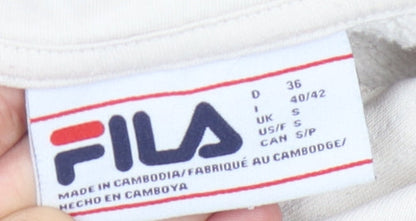 FILA
D 36
I 40/42
UK S
US/F S
CAN S/P
MADE IN CAMBODIA/FABRIQUÉ AU CAMBODGE/
HECHO EN CAMBOYA